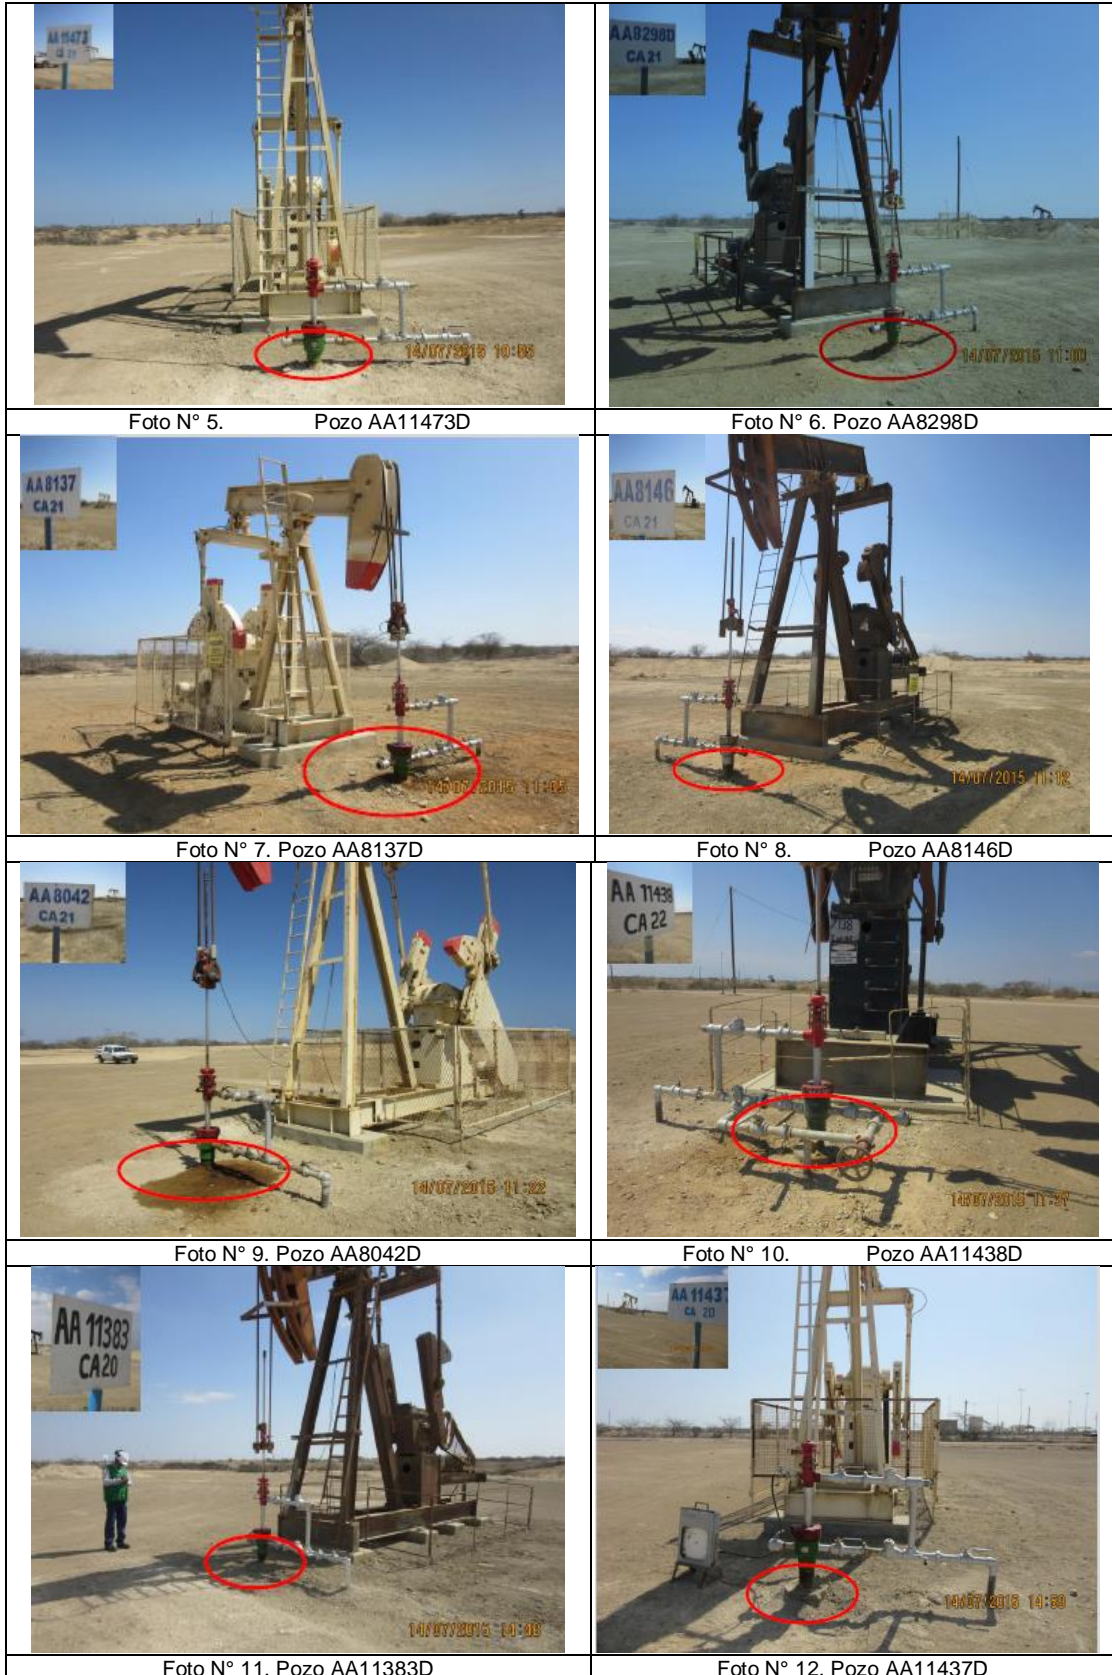 AA 11473
CA 21
14/07/2015 10:55
AA8298D
CA21
14/07/2015 11:00
Foto N° 5. Pozo AA11473D
Foto N° 6. Pozo AA8298D
AA8137
CA21
14/07/2015 11:05
AA8146
CA21
14/07/2015 11:12
Foto N° 7. Pozo AA8137D
Foto N° 8. Pozo AA8146D
AA8042
CA21
14/07/2015 11:22
AA 11438
CA 22
14/07/2015 11:37
Foto N° 9. Pozo AA8042D
Foto N° 10. Pozo AA11438D
AA 11383
CA20
14/07/2015
AA 11437
CA 20
14/07/2015 14:59
Foto N° 11. Pozo AA11383D
Foto N° 12. Pozo AA11437D